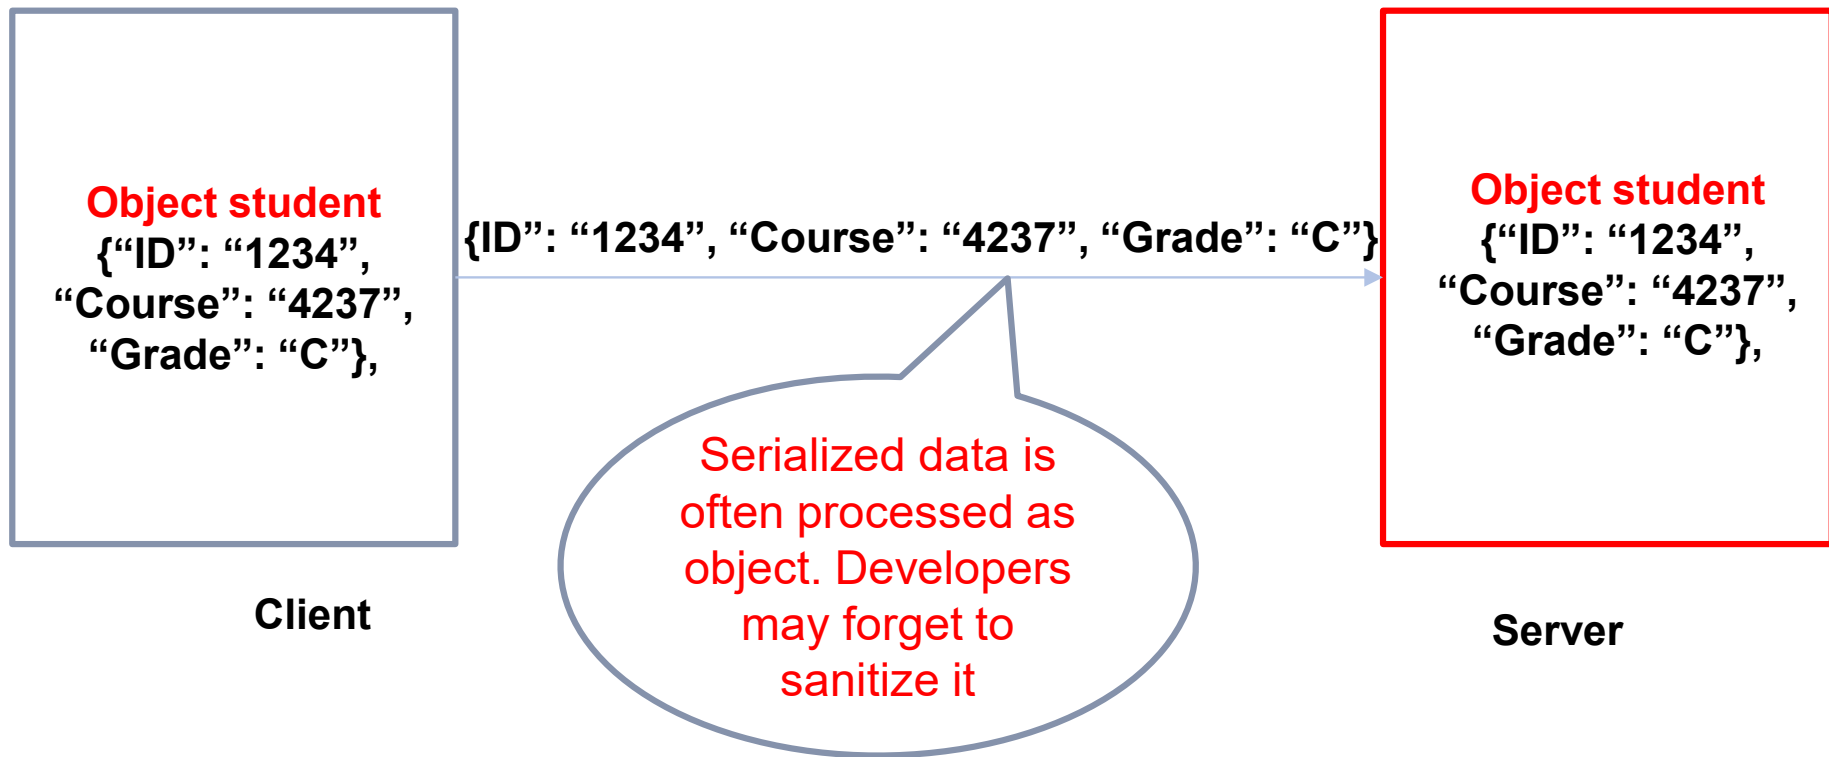 Object student
{“ID”: “1234”,
“Course”: “4237”,
“Grade”: “C”},
Client
{ID”: “1234”, “Course”: “4237”, “Grade”: “C”}
Serialized data is
often processed as
object. Developers
may forget to
sanitize it
Object student
{“ID”: “1234”,
“Course”: “4237”,
“Grade”: “C”},
Server